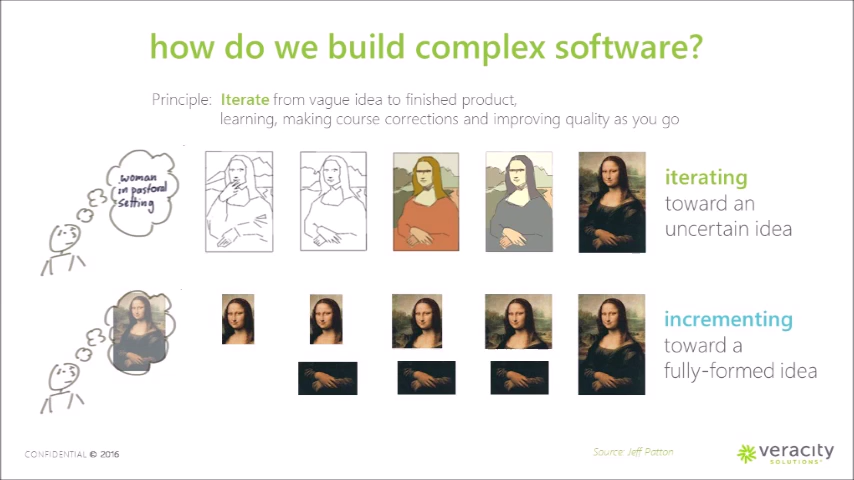 how do we build complex software?
Principle: Iterate from vague idea to finished product,
learning, making course corrections and improving quality as you go
woman
in pastoral
setting
iterating
toward an
uncertain idea
incrementing
toward a
fully-formed idea
CONFIDENTIAL © 2016
Source: Jeff Patton
veracity
SOLUTIONS